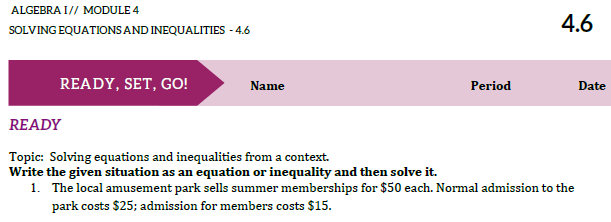 ALGEBRA I// MODULE 4
SOLVING EQUATIONS AND INEQUALITIES - 4.6
4.6
READY, SET, GO! Name Period Date
READY
Topic: Solving equations and inequalities from a context.
Write the given situation as an equation or inequality and then solve it.
1. The local amusement park sells summer memberships for $50 each. Normal admission to the
park costs $25; admission for members costs $15.